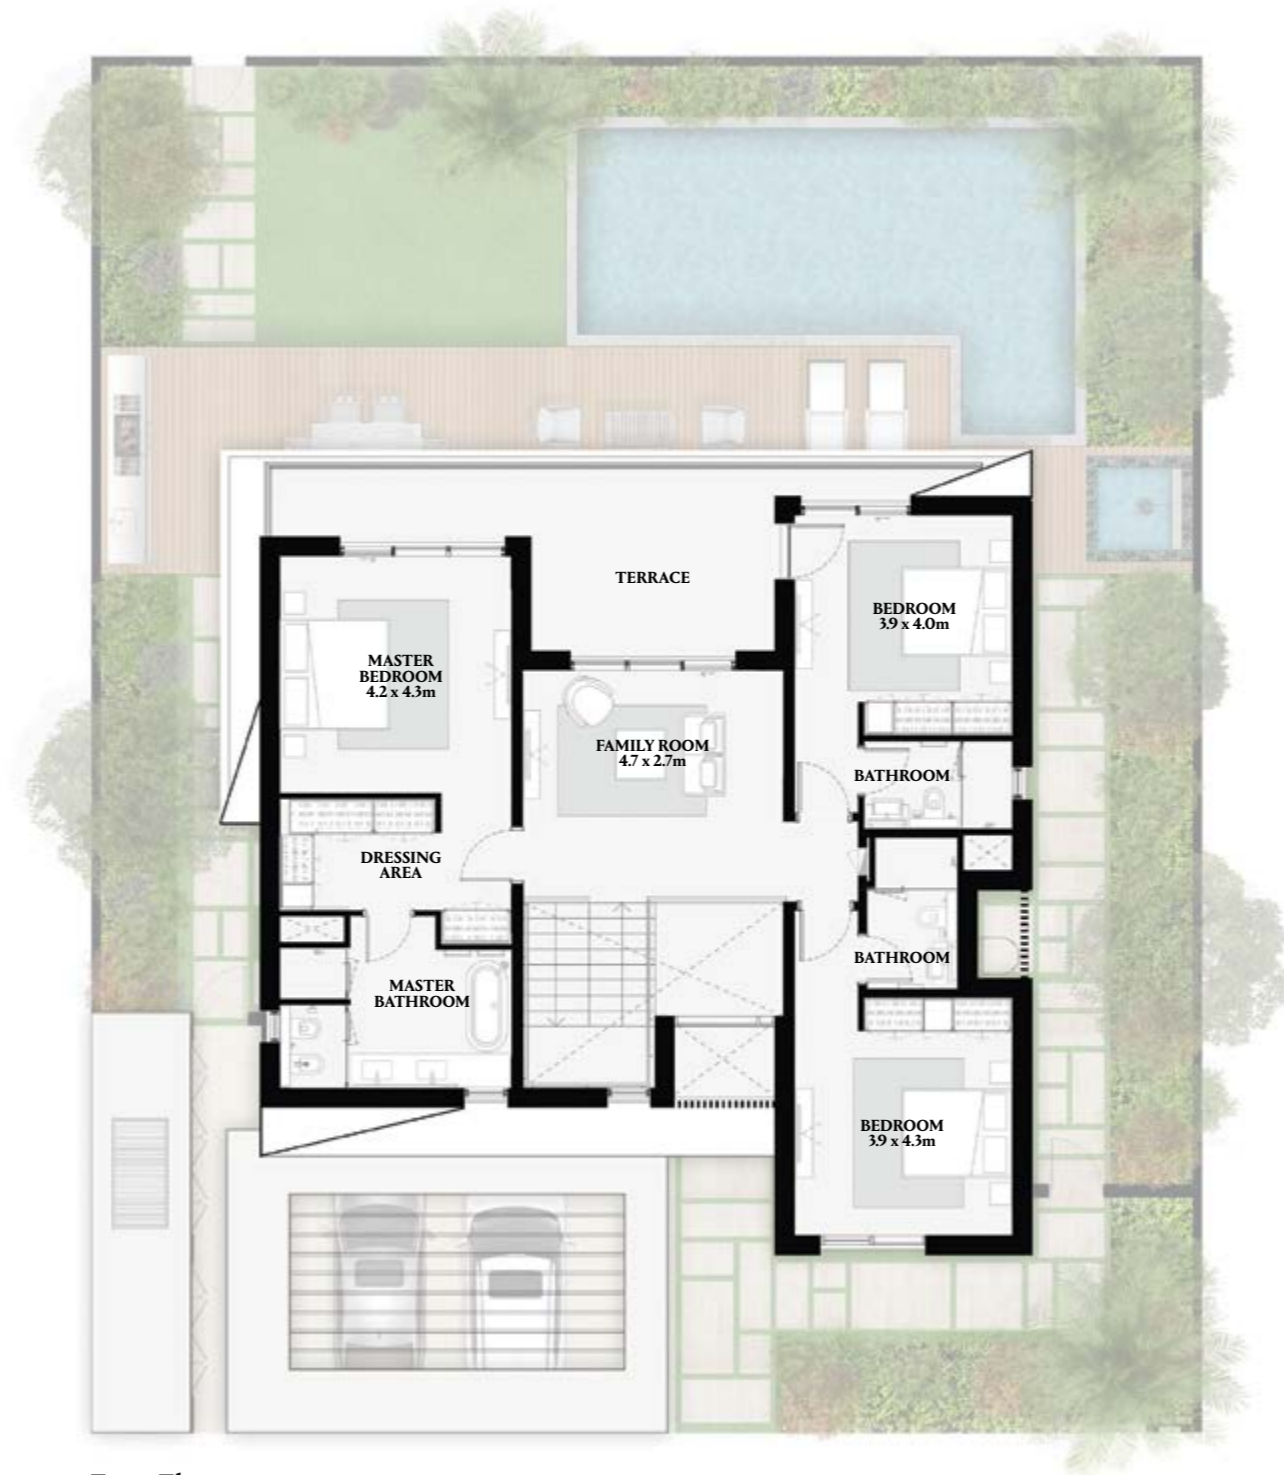 TERRACE
BEDROOM
3.9 x 4.0m
MASTER
BEDROOM
4.2 x 4.3m
FAMILY ROOM
4.7 x 2.7m
BATHROOM
DRESSING
AREA
BATHROOM
MASTER
BATHROOM
BEDROOM
3.9 x 4.3m